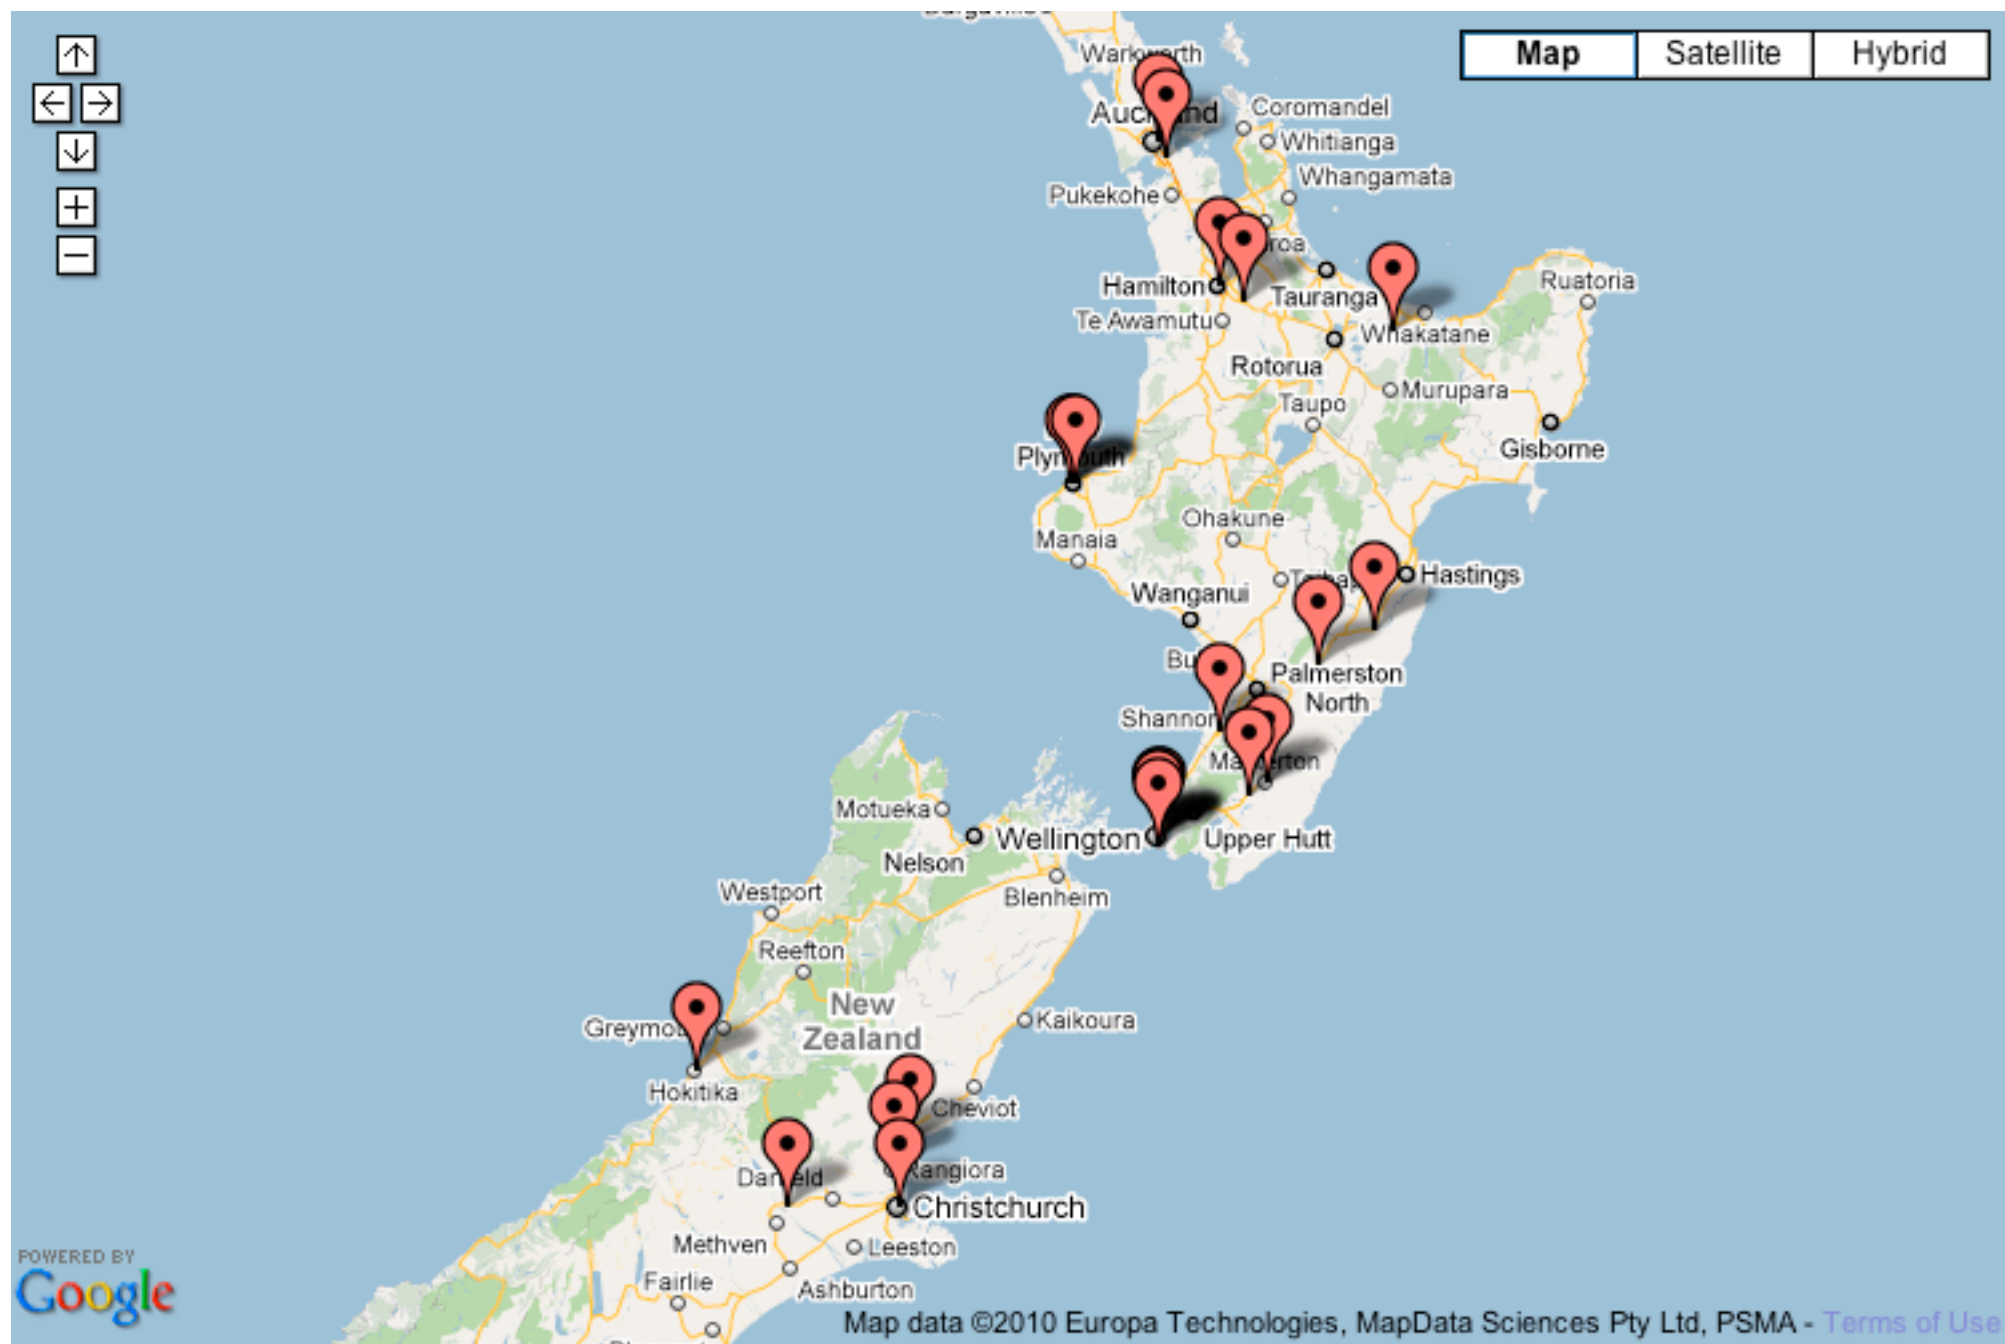 Warkworth
Map
Satellite
Hybrid
Coromandel
Whitianga
Whangamata
Pukekohe
Hamilton
Tauranga
Ruatoria
Te Awamutu
Whakatane
Rotorua
Murupara
Taupo
Gisborne
Ohakune
Manaia
Hastings
Wanganui
Palmerston
North
Motueka
Wellington
Upper Hutt
Nelson
Westport
Blenheim
Reefton
New
Zealand
Kaikoura
Hokitika
Cheviot
Christchurch
Methven
Leeston
Fairlie
Ashburton
POWERED BY
Google
Map data ©2010 Europa Technologies, MapData Sciences Pty Ltd, PSMA - Terms of Use